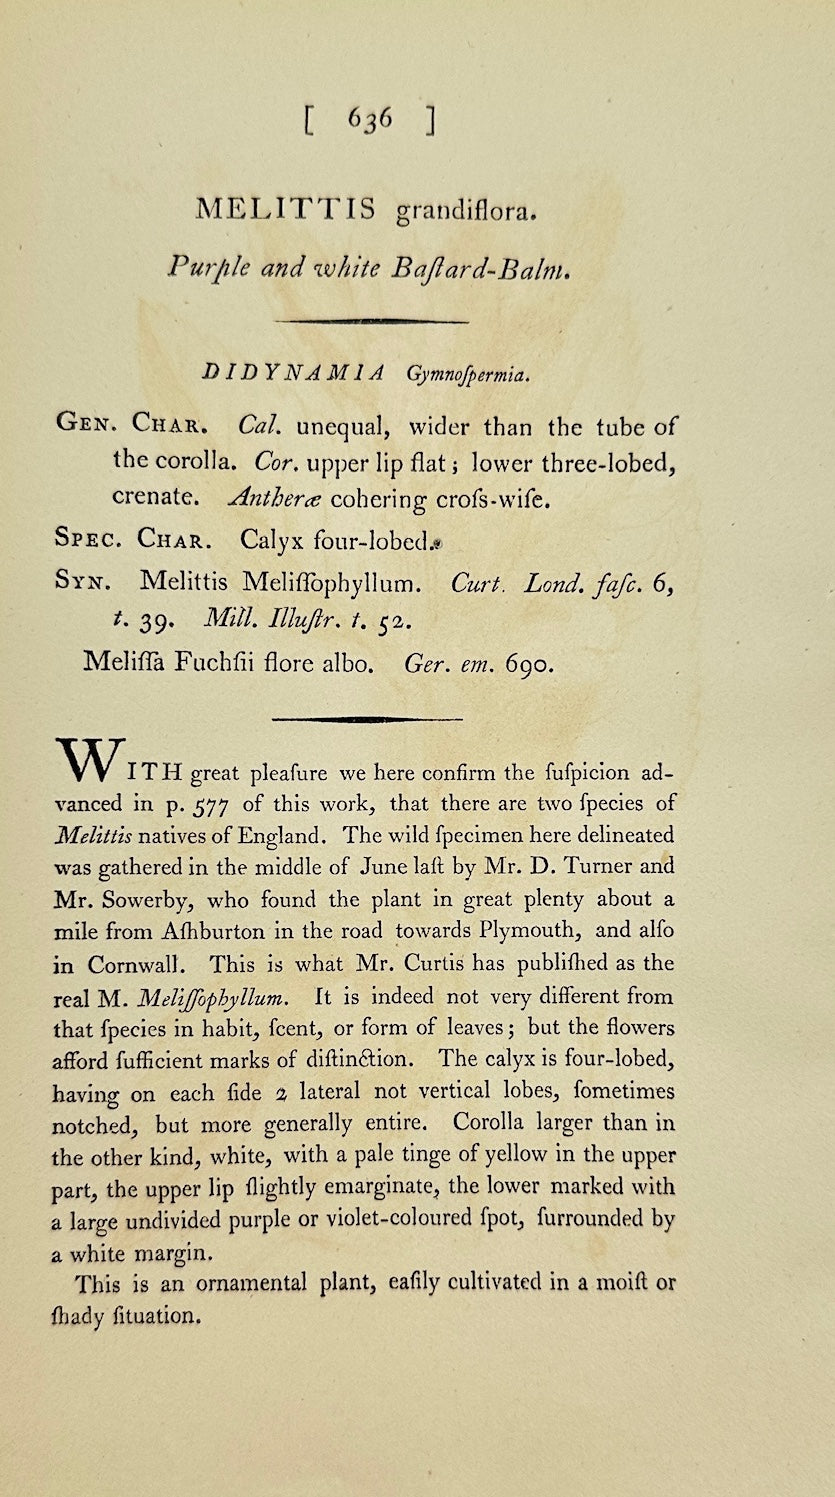 [ 636 ]
MELITTIS grandiflora.
Purple and white Baſtard-Balm.
DIDYNAMIA Gymnoſpermia.
GEN. CHAR. Cal. unequal, wider than the tube of
the corolla. Cor. upper lip flat; lower three-lobed,
crenate. Antheræ cohering croſs-wiſe.
SPEC. CHAR. Calyx four-lobed.
SYN. Melittis Meliſſophyllum. Curt. Lond. faſc. 6,
t. 39. Mill. Illuſtr. t. 52.
Meliſſa Fuchſii flore albo. Ger. em. 690.
WITH great pleaſure we here confirm the ſuſpicion ad-
vanced in p. 577 of this work, that there are two ſpecies of
Melittis natives of England. The wild ſpecimen here delineated
was gathered in the middle of June laſt by Mr. D. Turner and
Mr. Sowerby, who found the plant in great plenty about a
mile from Aſhburton in the road towards Plymouth, and alſo
in Cornwall. This is what Mr. Curtis has publiſhed as the
real M. Meliſſophyllum. It is indeed not very different from
that ſpecies in habit, ſcent, or form of leaves; but the flowers
afford ſufficient marks of diſtinction. The calyx is four-lobed,
having on each ſide 2 lateral not vertical lobes, ſometimes
notched, but more generally entire. Corolla larger than in
the other kind, white, with a pale tinge of yellow in the upper
part, the upper lip ſlightly emarginate, the lower marked with
a large undivided purple or violet-coloured ſpot, ſurrounded by
a white margin.
This is an ornamental plant, eaſily cultivated in a moiſt or
ſhady ſituation.